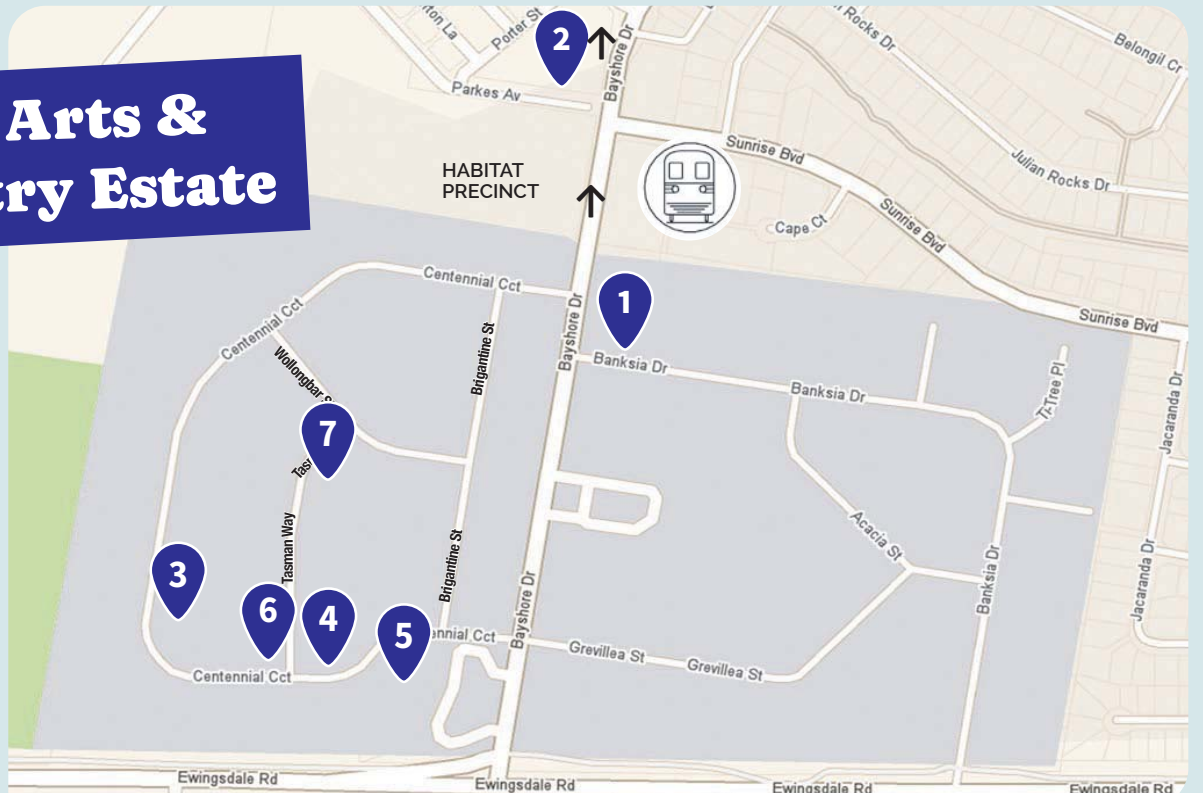 Porter St
2
Bayshore Dr
Rocks Dr
Belongil Cr
Parkes Av
Arts &
Estate
HABITAT
PRECINCT
Sunrise Bvd
Julian Rocks Dr
Cape Ct
Sunrise Bvd
Centennial Cct
Centennial Cct
1
Bayshore Dr
Sunrise Bvd
Wollongbar
Brigantine St
Banksia Dr
Banksia Dr
Ti-Tree Pl
Jacaranda Dr
7
Tasman Way
Brigantine St
Acacia St
3
6
4
5
Bayshore Dr
Banksia Dr
Jacaranda Dr
Cct
Centennial Cct
Grevillea St
Grevillea St
Ewingsdale Rd
Ewingsdale Rd
Ewingsdale Rd
Ewingsdale Rd